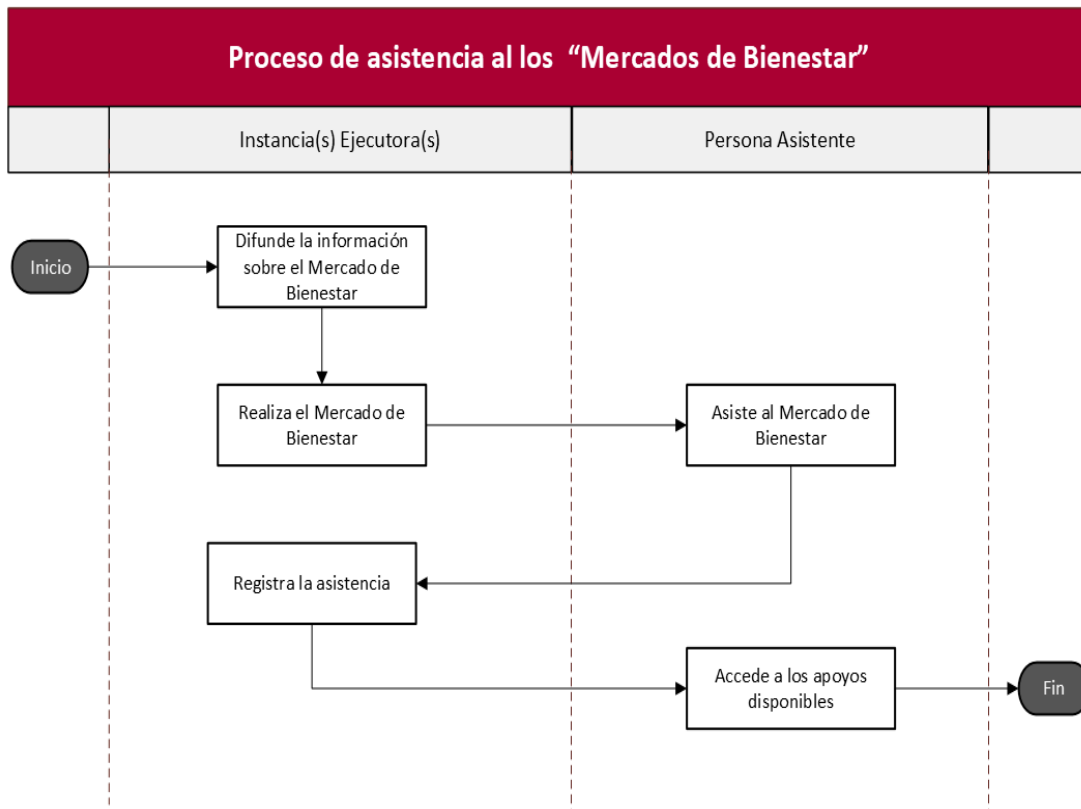 Proceso de asistencia al los “Mercados de Bienestar”
Instancia(s) Ejecutora(s)
Persona Asistente
Inicio
Difunde la información
sobre el Mercado de
Bienestar
Realiza el Mercado de
Bienestar
Asiste al Mercado de
Bienestar
Registra la asistencia
Accede a los apoyos
disponibles
Fin